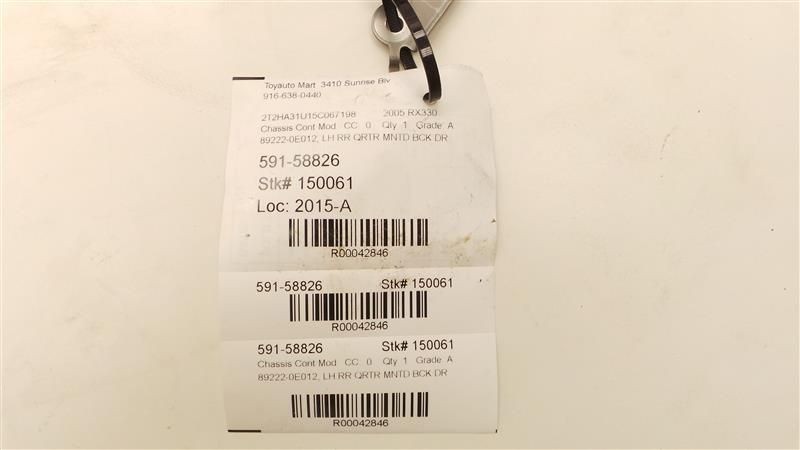 Toyauto Mart 3410 Sunrise Blv
916-638-0440
2T2HA31U15C067198 2005 RX330
Chassis Cont Mod CC: 0 Qty 1 Grade: A
89222-0E012, LH RR QRTR MNTD BCK DR
591-58826
Stk# 150061
Loc: 2015-A
R00042846
591-58826 Stk# 150061
R00042846
591-58826 Stk# 150061
Chassis Cont Mod CC: 0 Qty 1 Grade: A
89222-0E012, LH RR QRTR MNTD BCK DR
R00042846